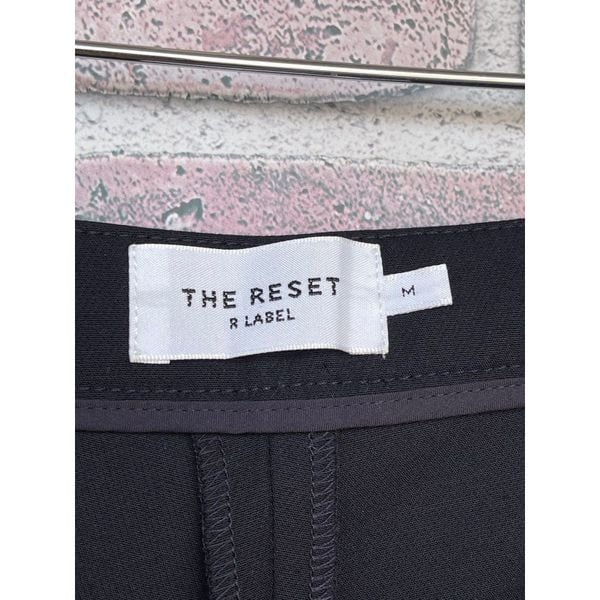 THE RESET
R LABEL
M